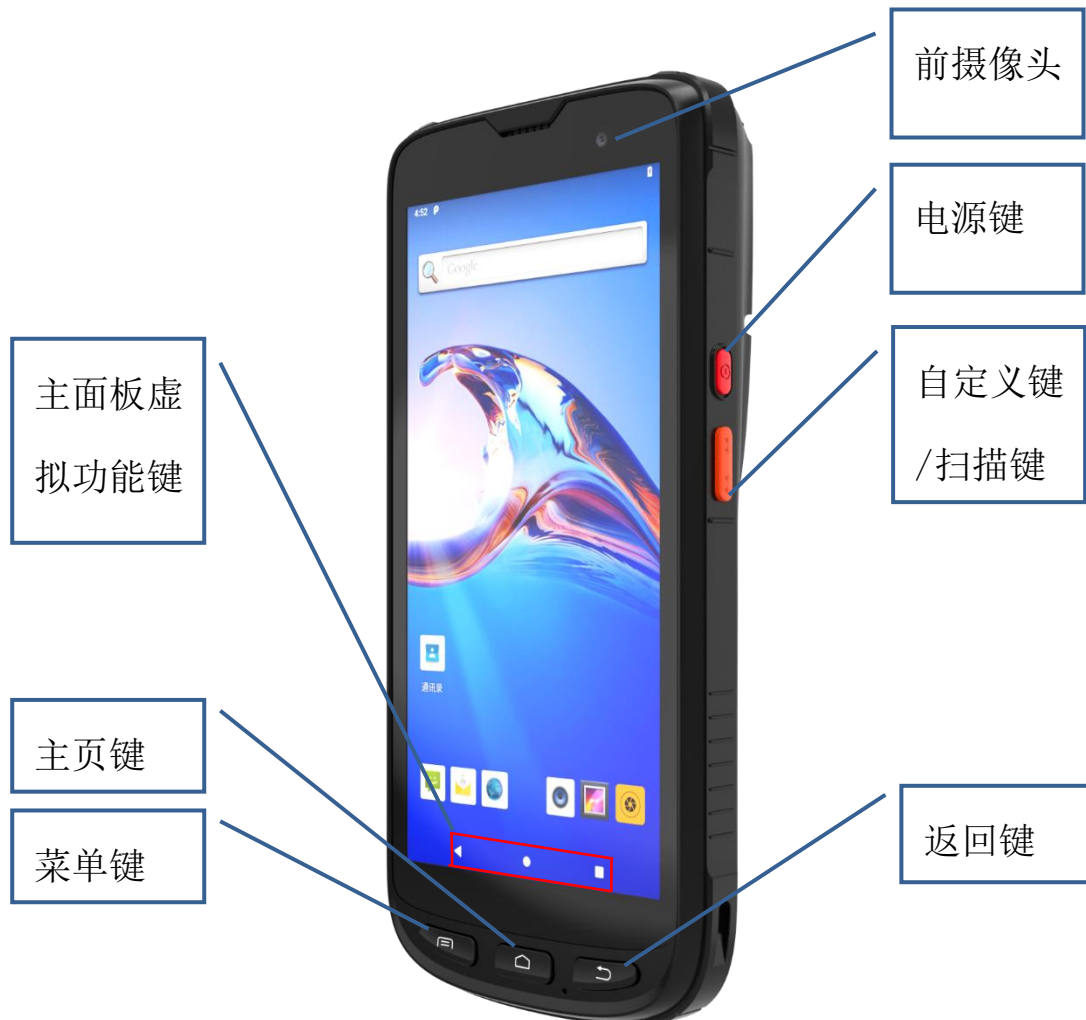 前摄像头
电源键
自定义键
/扫描键
主面板虚
拟功能键
主页键
菜单键
返回键
4:52
Google
通讯录